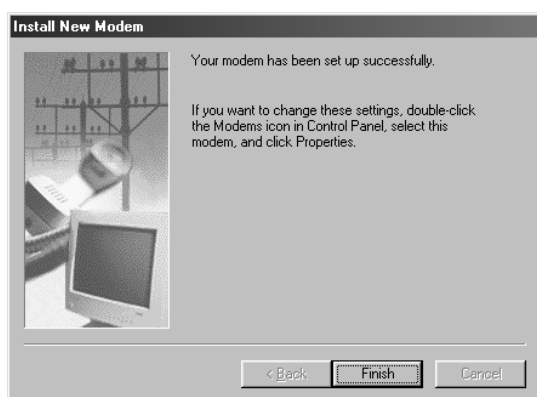 Install New Modem
Your modem has been set up successfully.
If you want to change these settings, double-click
the Modems icon in Control Panel, select this
modem, and click Properties.
< Back
Finish
Cancel